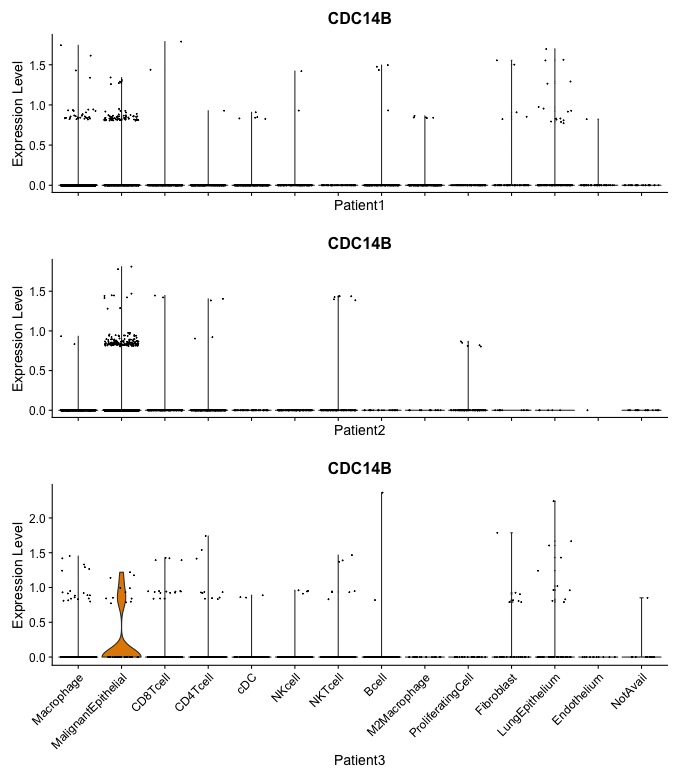 CDC14B
Expression Level
1.5
1.0
0.5
0.0
Patient1
CDC14B
Expression Level
1.5
1.0
0.5
0.0
Patient2
CDC14B
Expression Level
2.0
1.5
1.0
0.5
0.0
Macrophage
MalignantEpithelial
CD8Tcell
CD4Tcell
cDC
NKcell
NKTcell
Bcell
M2Macrophage
ProliferatingCell
Fibroblast
LungEpithelium
Endothelium
NotAvail
Patient3